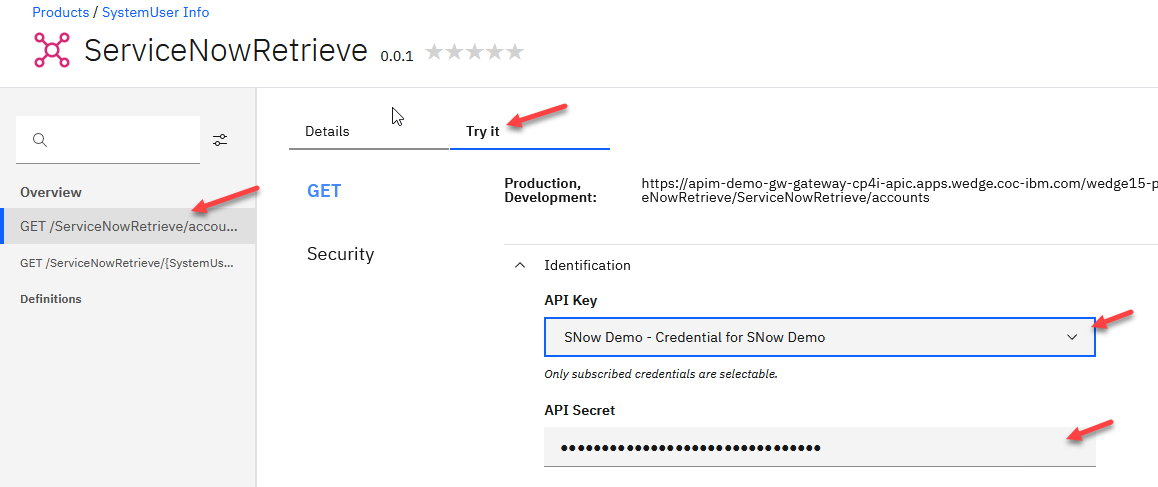 Products / SystemUser Info
ServiceNowRetrieve 0.0.1
Details
Try it
Overview
GET /ServiceNowRetrieve/accou...
GET /ServiceNowRetrieve/{SystemUs...
Definitions
GET
Production,
Development:
https://apim-demo-gw-gateway-cp4i-apic.apps.wedge.coc-ibm.com/wedge15-p
eNowRetrieve/ServiceNowRetrieve/accounts
Security
Identification
API Key
SNow Demo - Credential for SNow Demo
Only subscribed credentials are selectable.
API Secret
••••••••••••••••••••••••••••••••